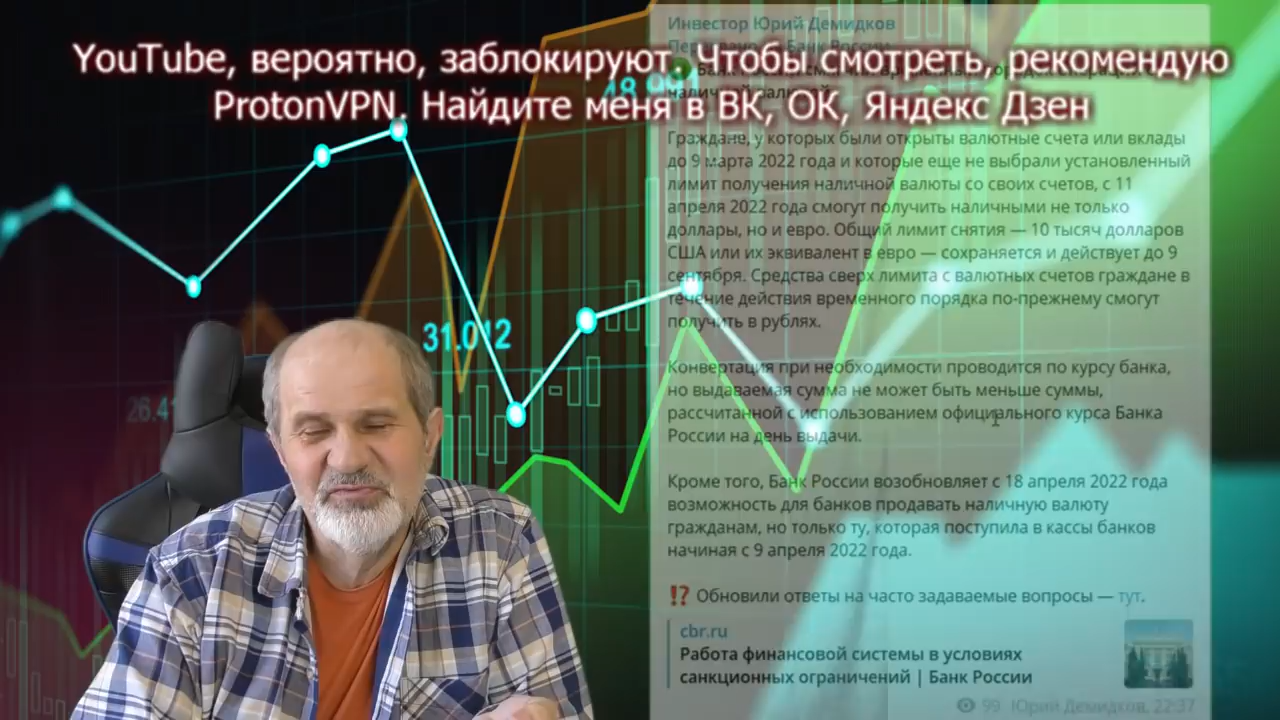 Инвестор Юрий Демидков
YouTube, вероятно, заблокируют. Чтобы смотреть, рекомендую
ProtonVPN. Найдите меня в ВК, ОК, Яндекс Дзен
Граждане, у которых были открыты валютные счета или вклады
до 9 марта 2022 года и которые еще не выбрали установленный
лимит получения наличной валюты со своих счетов, с 11
апреля 2022 года смогут получить наличными не только
доллары, но и евро. Общий лимит снятия — 10 тысяч долларов
США или их эквивалент в евро — сохраняется и действует до 9
сентября. Средства сверх лимита с валютных счетов граждане в
течение действия временного порядка по-прежнему смогут
получить в рублях.
31.012
Конвертация при необходимости проводится по курсу банка,
но выдаваемая сумма не может быть меньше суммы,
рассчитанной с использованием официального курса Банка
России на день выдачи.
Кроме того, Банк России возобновляет с 18 апреля 2022 года
возможность для банков продавать наличную валюту
гражданам, но только ту, которая поступила в кассы банков
начиная с 9 апреля 2022 года.
⁉️ Обновили ответы на часто задаваемые вопросы — тут.
cbr.ru
Работа финансовой системы в условиях
санкционных ограничений | Банк России
99 Юрий Демидков, 22:37